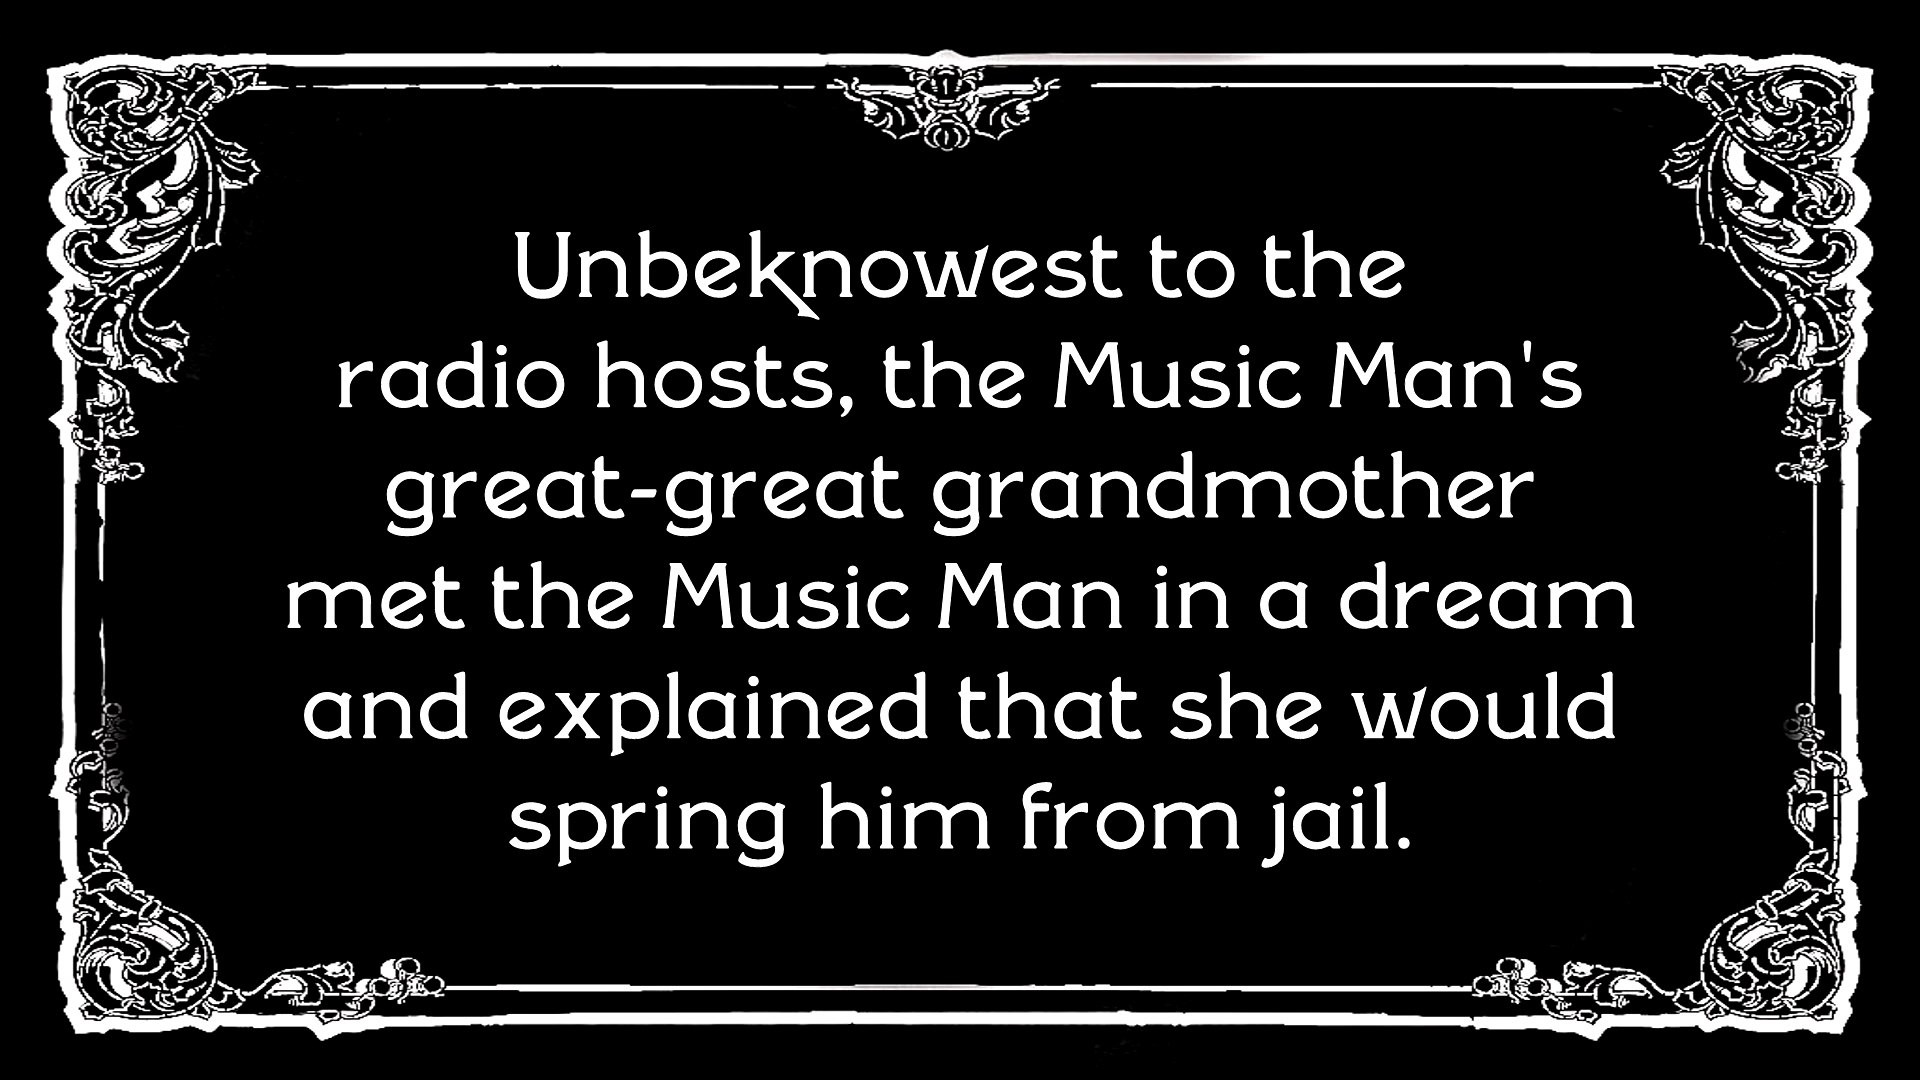 Unbeknowest to the
radio hosts, the Music Man's
great-great grandmother
met the Music Man in a dream
and explained that she would
spring him from jail.